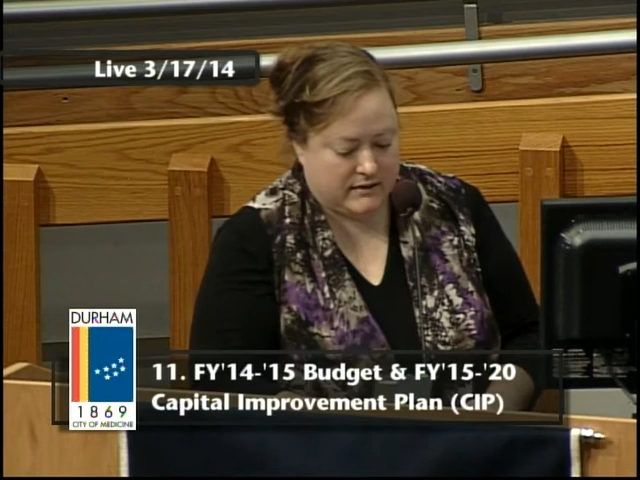 Live 3/17/14
DURHAM
1869
CITY OF MEDICINE
11. FY'14-'15 Budget & FY'15-'20
Capital Improvement Plan (CIP)